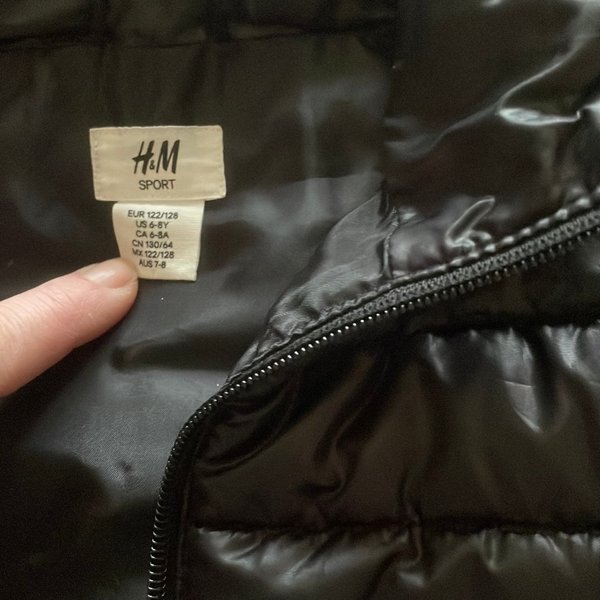 H&M
SPORT
EUR 122/128
US 6-8Y
CA 6-8A
CN 130/64
MX 122/128
AUS 7-8